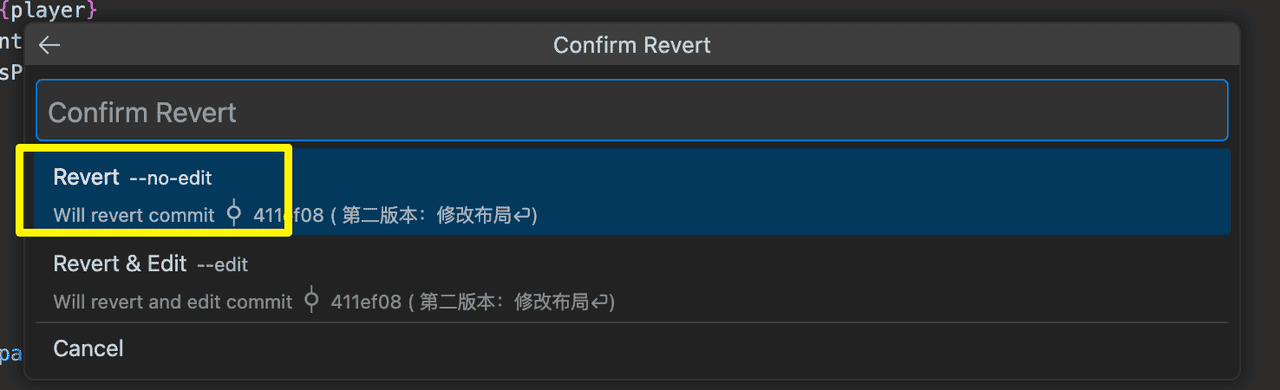 {player}
Confirm Revert
nt
sP
Confirm Revert
Revert --no-edit
Will revert commit 411ef08 ( 第二版本：修改布局⏎)
Revert & Edit --edit
Will revert and edit commit 411ef08 ( 第二版本：修改布局⏎)
Cancel
pa